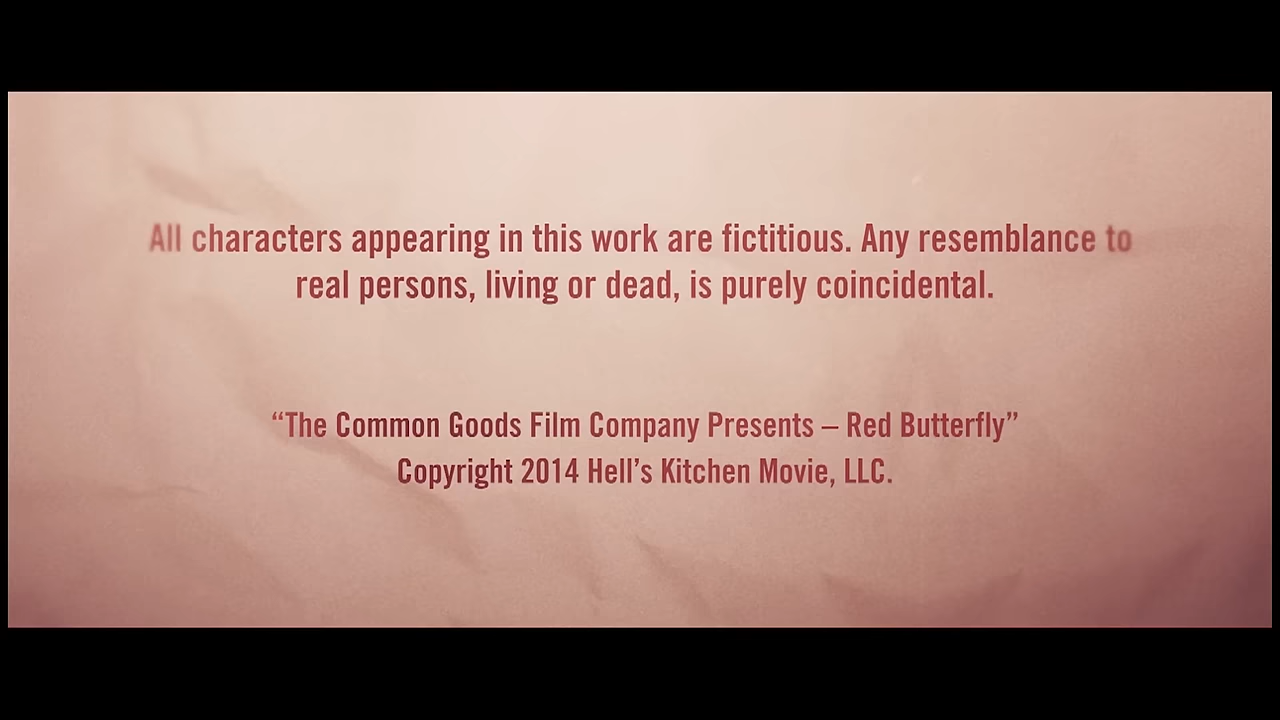 All characters appearing in this work are fictitious. Any resemblance to
real persons, living or dead, is purely coincidental.
“The Common Goods Film Company Presents – Red Butterfly”
Copyright 2014 Hell’s Kitchen Movie, LLC.